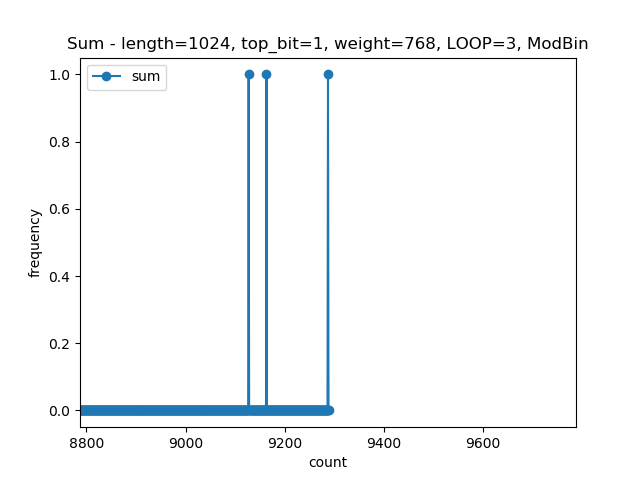 Sum - length=1024, top_bit=1, weight=768, LOOP=3, ModBin
sum
frequency
1.0
0.8
0.6
0.4
0.2
0.0
8800 9000 9200 9400 9600
count